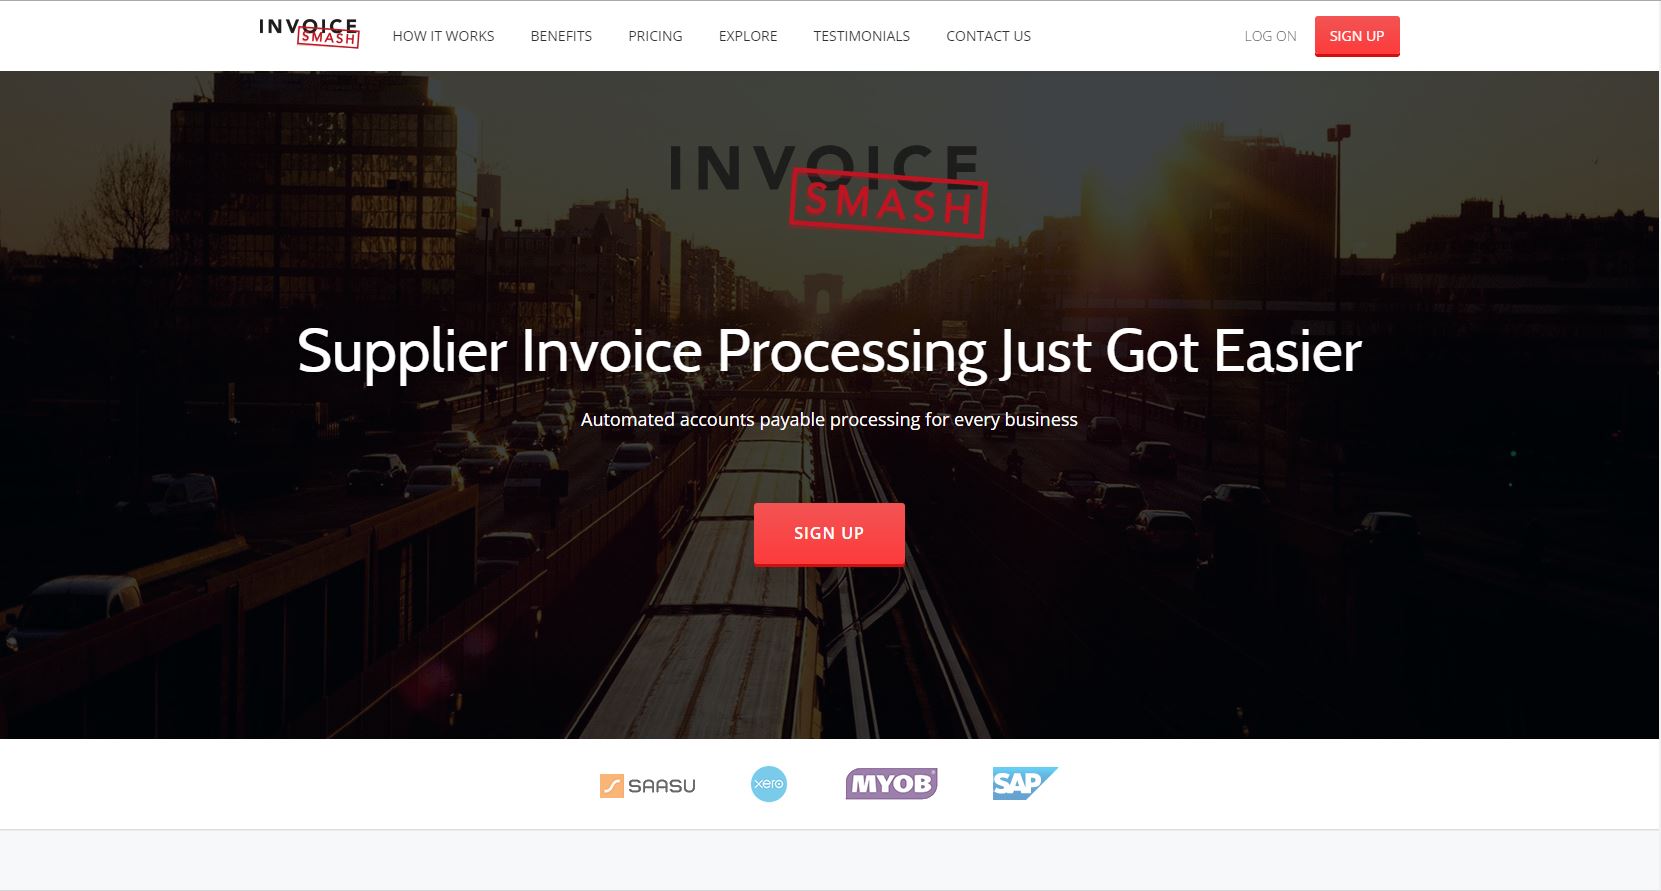 INVOICE
SMASH
HOW IT WORKS BENEFITS PRICING EXPLORE TESTIMONIALS CONTACT US LOG ON SIGN UP
INVOICE
SMASH
Supplier Invoice Processing Just Got Easier
Automated accounts payable processing for every business
SIGN UP
SAASU xero MYOB SAP